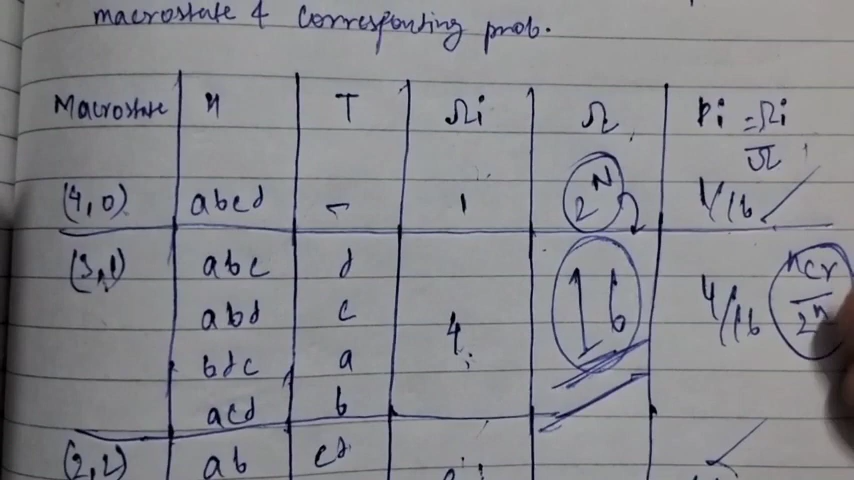 macrostate & corresponding prob.
Macrostate H T Ωi Ω Pi = Ωi/Ω
(4,0) abcd - 1 2^N 1/16
(3,1) abc d 4 16 4/16 nCr/2^n
abd c
bdc a
acd b
(2,2) ab cd